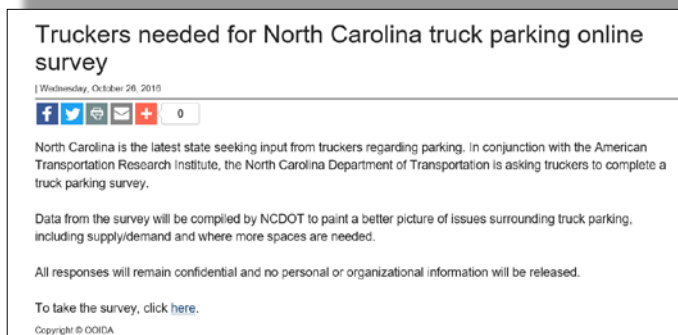 Truckers needed for North Carolina truck parking online
survey
| Wednesday, October 26, 2016
0
North Carolina is the latest state seeking input from truckers regarding parking. In conjunction with the American
Transportation Research Institute, the North Carolina Department of Transportation is asking truckers to complete a
truck parking survey.
Data from the survey will be compiled by NCDOT to paint a better picture of issues surrounding truck parking,
including supply/demand and where more spaces are needed.
All responses will remain confidential and no personal or organizational information will be released.
To take the survey, click here.
Copyright © OOIDA